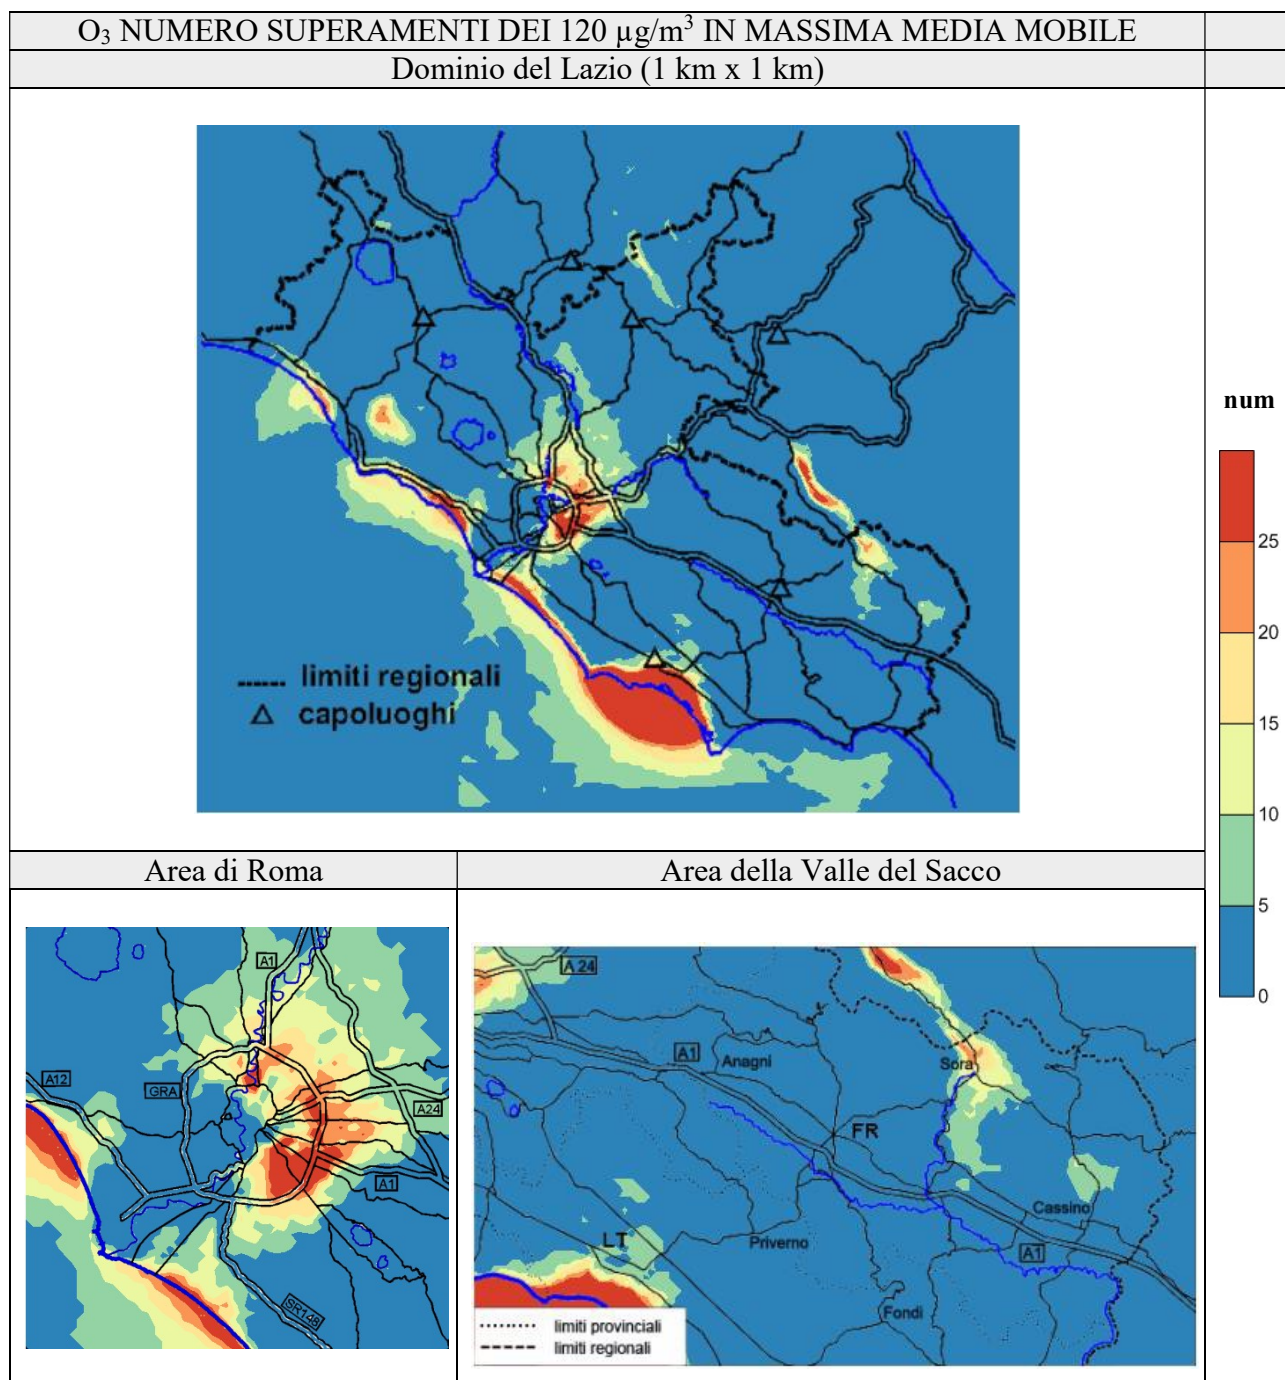 O₃ NUMERO SUPERAMENTI DEI 120 µg/m³ IN MASSIMA MEDIA MOBILE
Dominio del Lazio (1 km x 1 km)
limiti regionali
capoluoghi
num
25
20
15
10
5
0
Area di Roma
Area della Valle del Sacco
A1
A12
GRA
A24
A1
SR148
A 24
A1
Anagni
Sora
FR
Cassino
LT
Priverno
A1
Fondi
limiti provinciali
limiti regionali